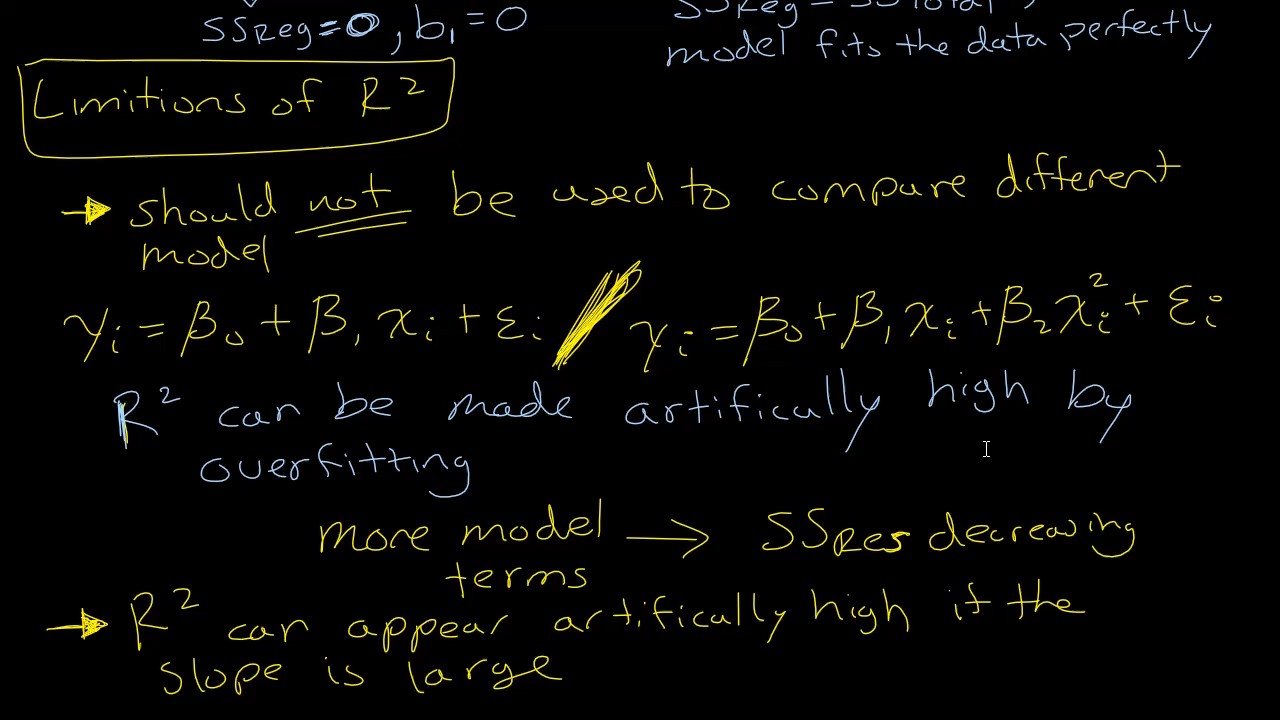 SSReg=0, b₁=0
SSReg = SSTotal,
model fits the data perfectly
Limitions of R²
→ should not be used to compare different
model
yᵢ = β₀ + β₁xᵢ + εᵢ
yᵢ = β₀ + β₁xᵢ + β₂xᵢ² + εᵢ
R² can be made artifically high by
overfitting
more model → SSRes decreasing
terms
→ R² can appear artifically high if the
slope is large